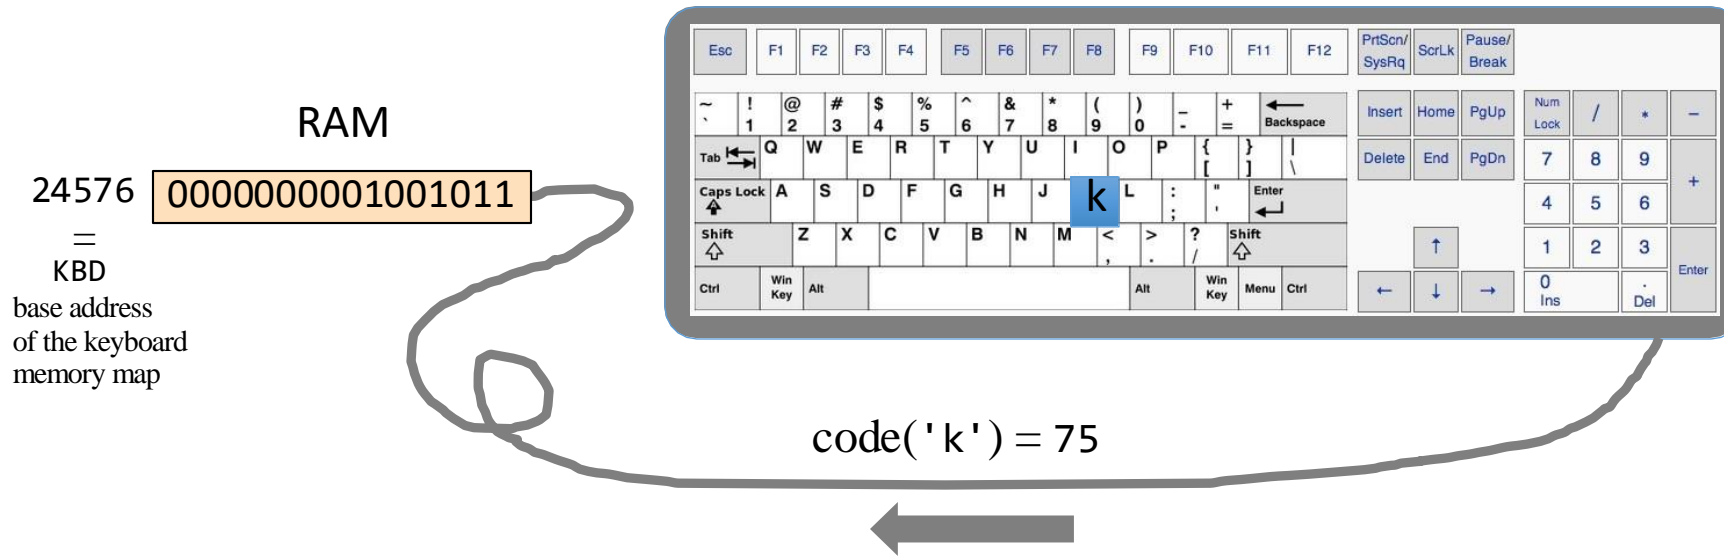 RAM
24576 0000000001001011
=
KBD
base address
of the keyboard
memory map
Esc F1 F2 F3 F4 F5 F6 F7 F8 F9 F10 F11 F12 PrtScn/ SysRq ScrLk Pause/ Break
~ ` ! 1 @ 2 # 3 $ 4 % 5 ^ 6 & 7 * 8 ( 9 ) 0 _ - + = Backspace Insert Home PgUp Num Lock / * -
Tab Q W E R T Y U I O P { [ } ] | \ Delete End PgDn 7 8 9 +
Caps Lock A S D F G H J k L : ; " ' Enter 4 5 6
Shift Z X C V B N M < , > . ? / Shift ↑ 1 2 3 Enter
Ctrl Win Key Alt Alt Win Key Menu Ctrl ← ↓ → 0 Ins . Del
code('k') = 75